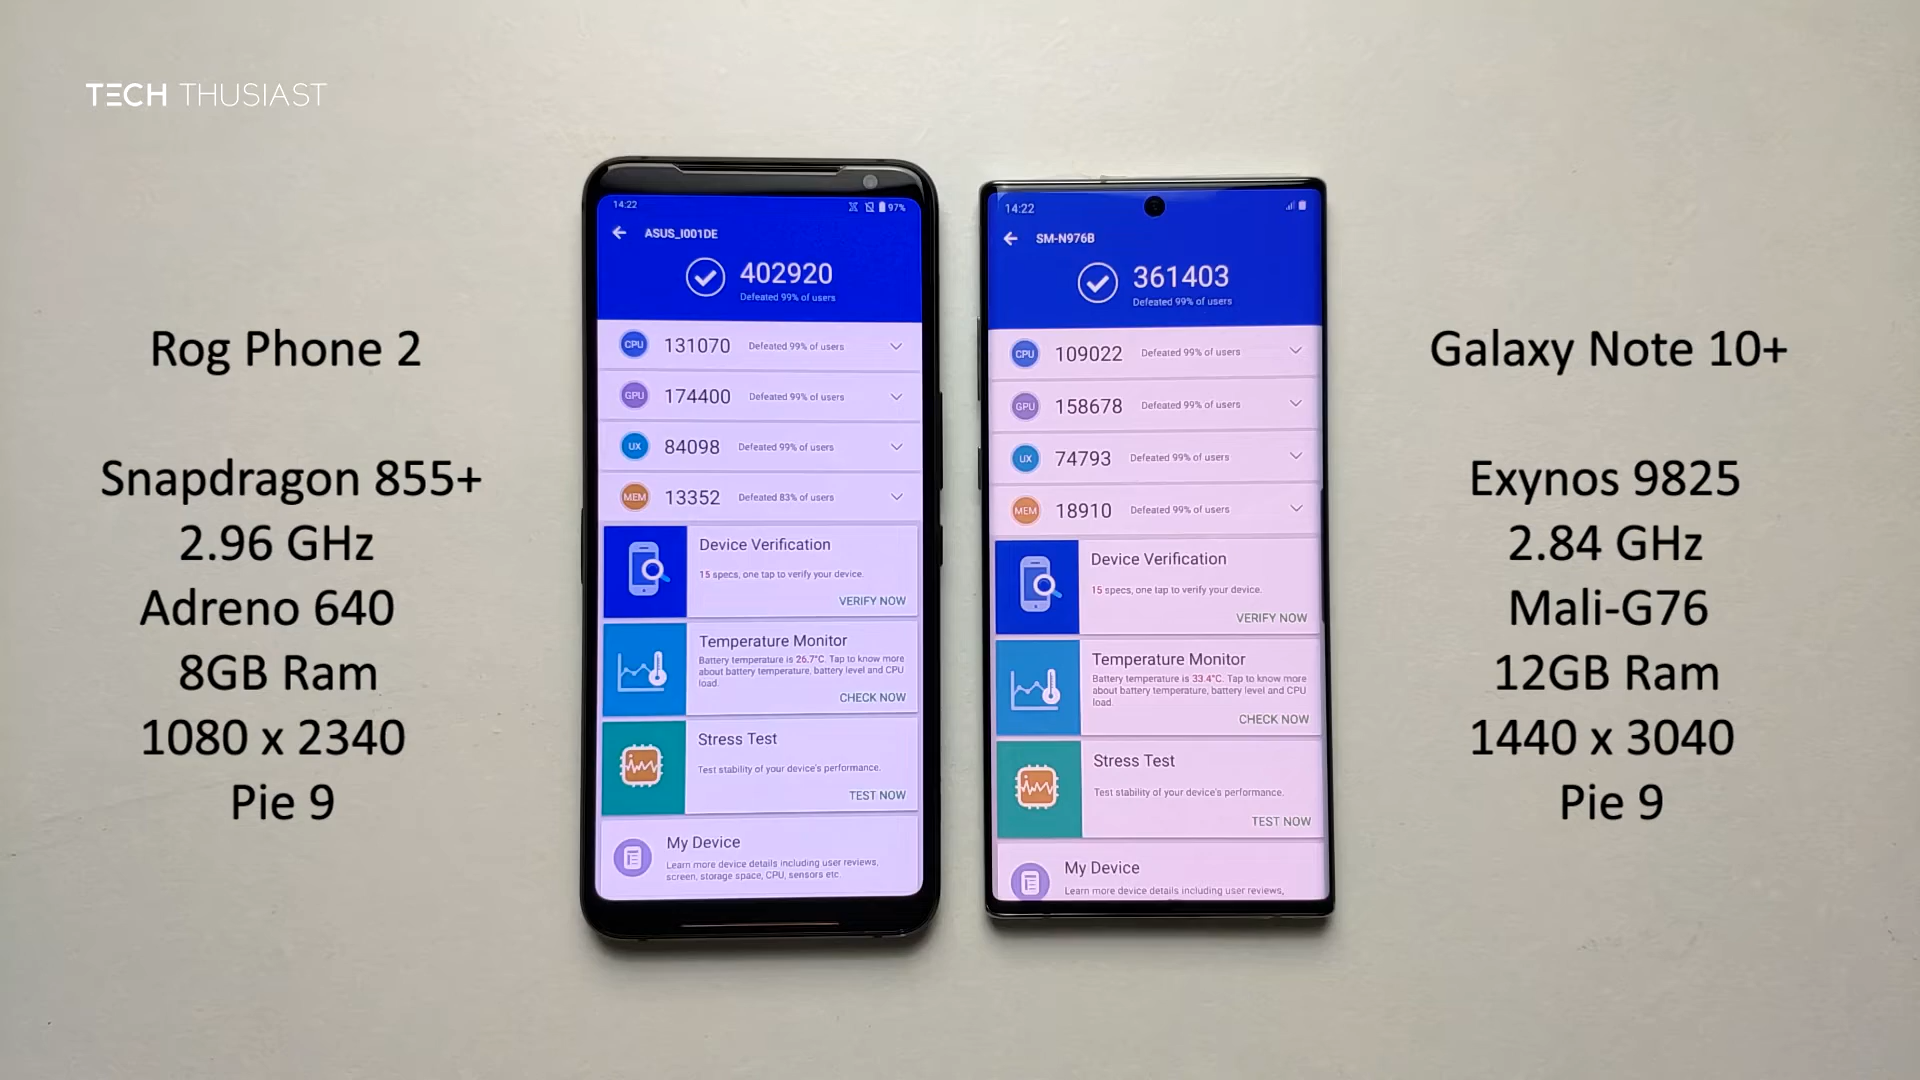 TECH THUSIAST
Rog Phone 2
Snapdragon 855+
2.96 GHz
Adreno 640
8GB Ram
1080 x 2340
Pie 9
14:22
97%
ASUS_I001DE
402920
Defeated 99% of users
CPU 131070 Defeated 99% of users
GPU 174400 Defeated 99% of users
UX 84098 Defeated 99% of users
MEM 13352 Defeated 83% of users
Device Verification
15 specs, one tap to verify your device.
VERIFY NOW
Temperature Monitor
Battery temperature is 26.7°C. Tap to know more
about battery temperature, battery level and CPU
load.
CHECK NOW
Stress Test
Test stability of your device's performance.
TEST NOW
My Device
Learn more device details including user reviews,
screen, storage space, CPU, sensors etc.
14:22
SM-N976B
361403
Defeated 99% of users
CPU 109022 Defeated 99% of users
GPU 158678 Defeated 99% of users
UX 74793 Defeated 99% of users
MEM 18910 Defeated 99% of users
Device Verification
15 specs, one tap to verify your device.
VERIFY NOW
Temperature Monitor
Battery temperature is 33.4°C. Tap to know more
about battery temperature, battery level and CPU
load.
CHECK NOW
Stress Test
Test stability of your device's performance.
TEST NOW
My Device
Learn more device details including user reviews,
Galaxy Note 10+
Exynos 9825
2.84 GHz
Mali-G76
12GB Ram
1440 x 3040
Pie 9